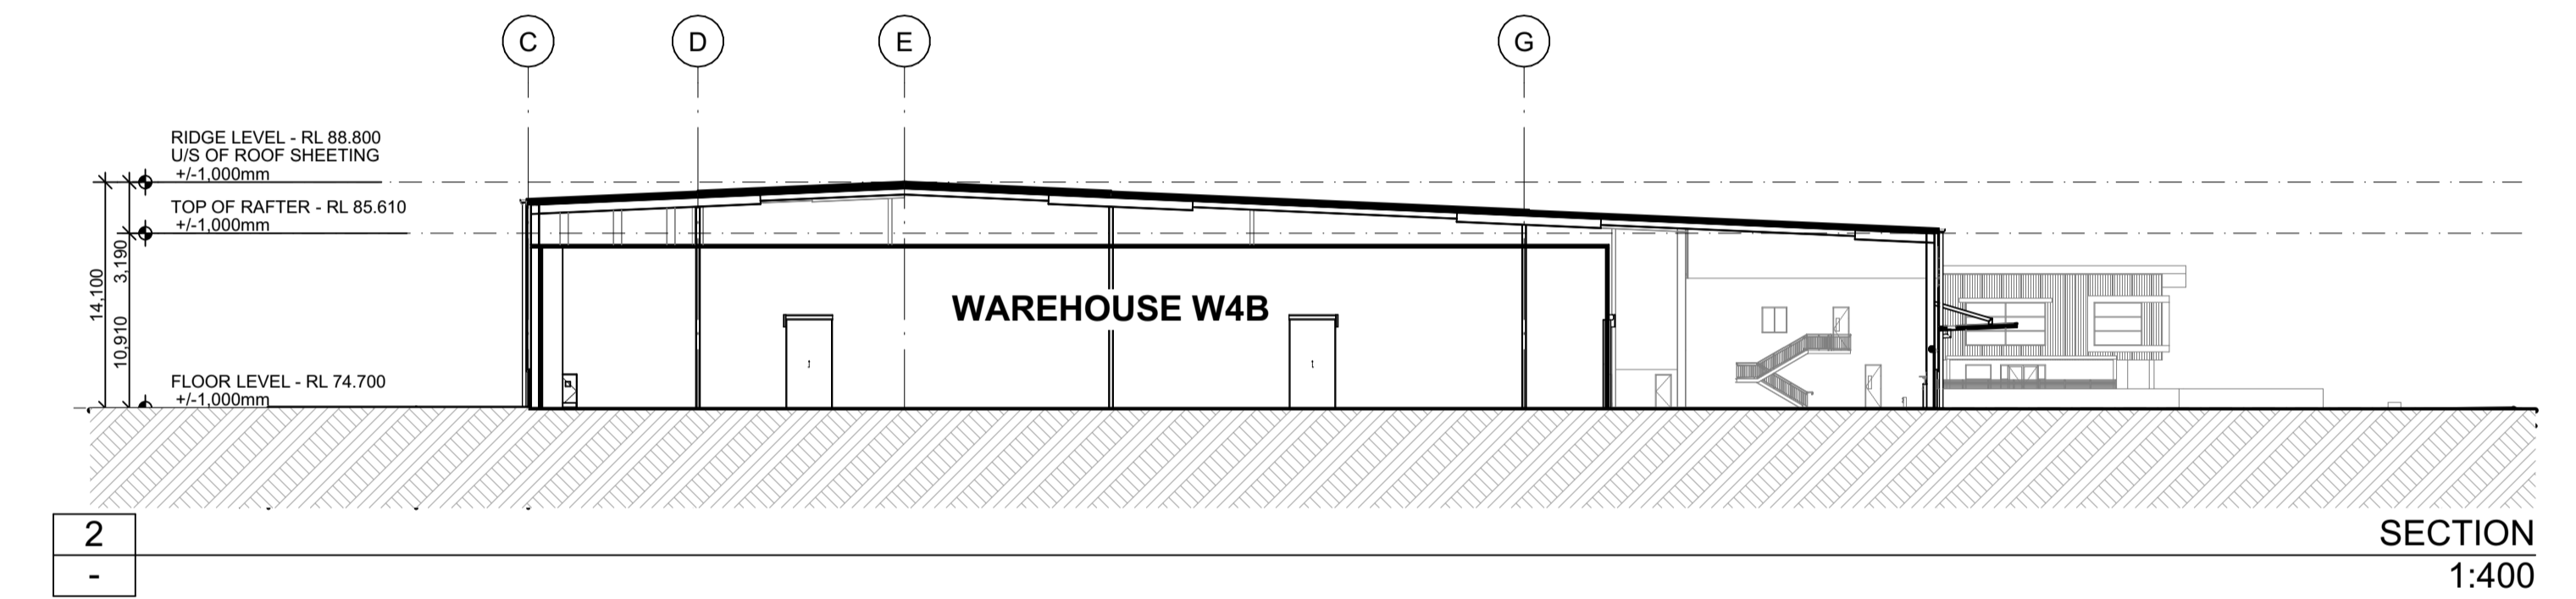 C
D
E
G
RIDGE LEVEL - RL 88.800
U/S OF ROOF SHEETING
+/-1,000mm
TOP OF RAFTER - RL 85.610
+/-1,000mm
3,190
14,100
10,910
WAREHOUSE W4B
FLOOR LEVEL - RL 74.700
+/-1,000mm
2
-
SECTION
1:400